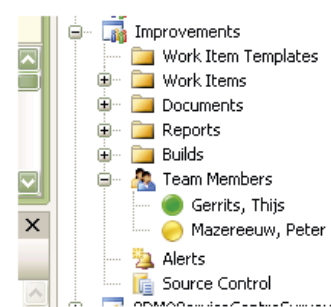 Improvements
Work Item Templates
Work Items
Documents
Reports
Builds
Team Members
Gerrits, Thijs
Mazereeuw, Peter
Alerts
Source Control